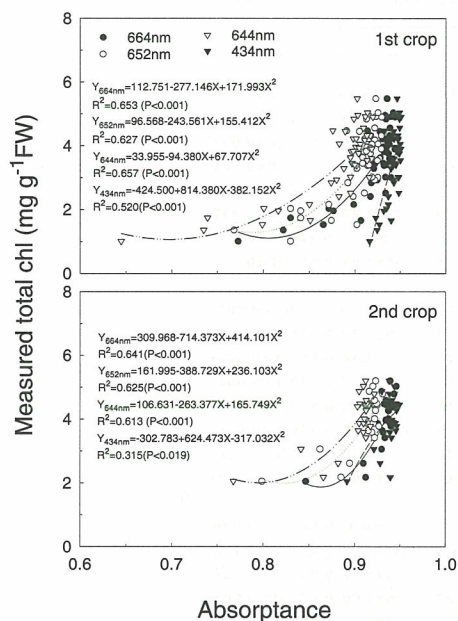 ● 664nm ▽ 644nm
○ 652nm ▼ 434nm
1st crop
Y664nm=112.751-277.146X+171.993X²
R²=0.653 (P<0.001)
Y652nm=96.568-243.561X+155.412X²
R²=0.627 (P<0.001)
Y644nm=33.955-94.380X+67.707X²
R²=0.657 (P<0.001)
Y434nm=-424.500+814.380X-382.152X²
R²=0.520(P<0.001)
8
6
4
2
0
2nd crop
Y664nm=309.968-714.373X+414.101X²
R²=0.641(P<0.001)
Y652nm=161.995-388.729X+236.103X²
R²=0.625(P<0.001)
Y644nm=106.631-263.377X+165.749X²
R²=0.613 (P<0.001)
Y434nm=-302.783+624.473X-317.032X²
R²=0.315(P<0.019)
8
6
4
2
0
0.6 0.7 0.8 0.9 1.0
Measured total chl (mg g⁻¹FW)
Absorptance